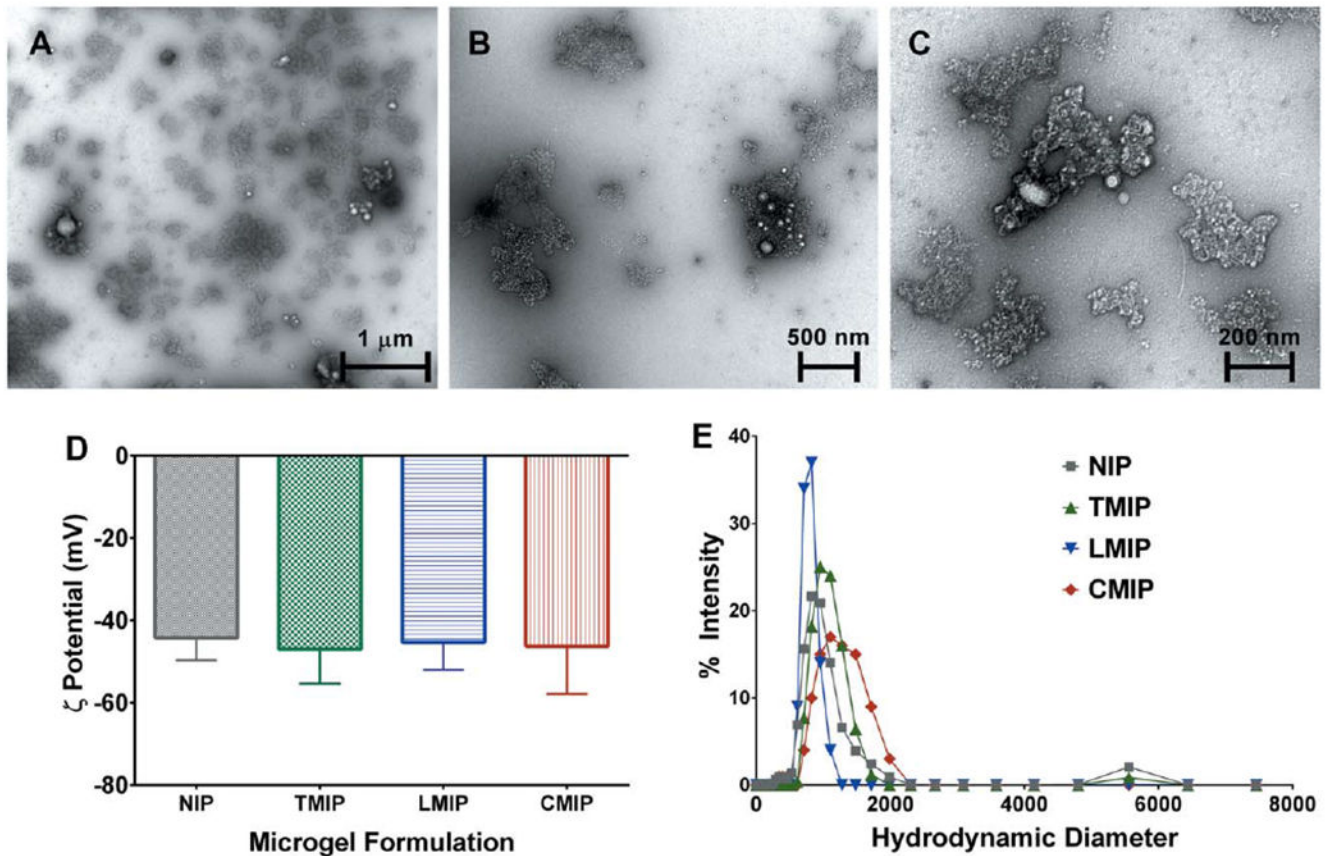 A
1 μm
B
500 nm
C
200 nm
D
0
-20
-40
-60
-80
ζ Potential (mV)
NIP TMIP LMIP CMIP
Microgel Formulation
E
40
30
20
10
0
% Intensity
NIP
TMIP
LMIP
CMIP
0 2000 4000 6000 8000
Hydrodynamic Diameter